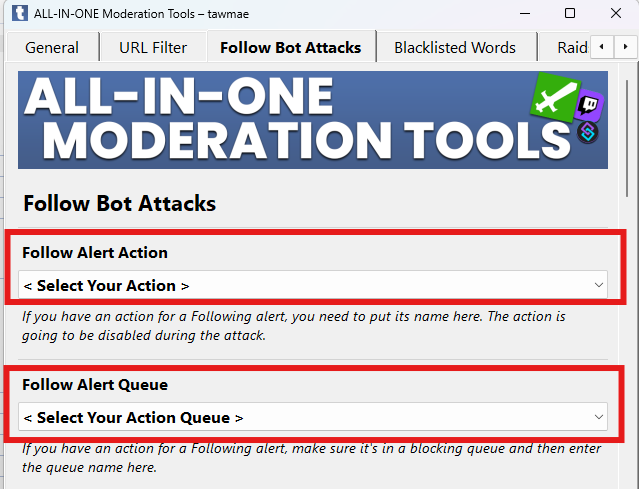 ALL-IN-ONE Moderation Tools – tawmae
General URL Filter Follow Bot Attacks Blacklisted Words Raid
ALL-IN-ONE
MODERATION TOOLS
Follow Bot Attacks
Follow Alert Action
< Select Your Action >
If you have an action for a Following alert, you need to put its name here. The action is
going to be disabled during the attack.
Follow Alert Queue
< Select Your Action Queue >
If you have an action for a Following alert, make sure it's in a blocking queue and then enter
the queue name here.